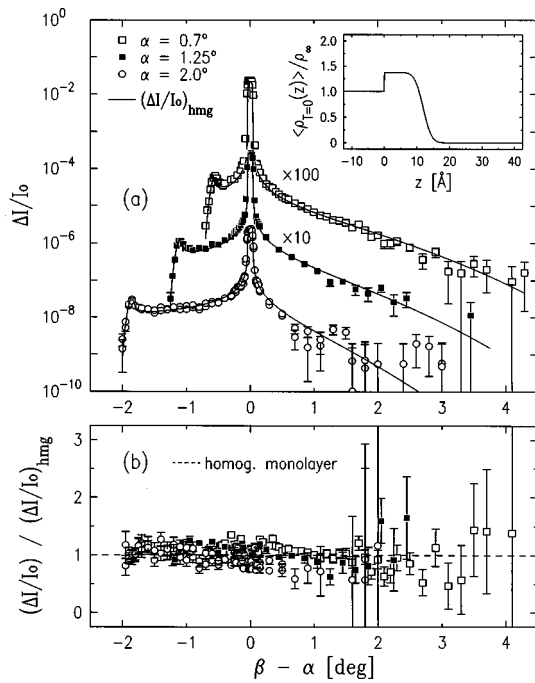 10⁰
10⁻²
10⁻⁴
10⁻⁶
10⁻⁸
10⁻¹⁰
ΔI/I₀
□ α = 0.7°
■ α = 1.25°
○ α = 2.0°
— (ΔI/I₀)hmg
(a)
×100
×10
<ρT=0(z)>/ρ∞
2.0
1.5
1.0
0.5
0.0
-10 0 10 20 30 40
z [Å]
-2 -1 0 1 2 3 4
(ΔI/I₀) / (ΔI/I₀)hmg
3
2
1
0
(b)
---- homog. monolayer
-2 -1 0 1 2 3 4
β − α [deg]